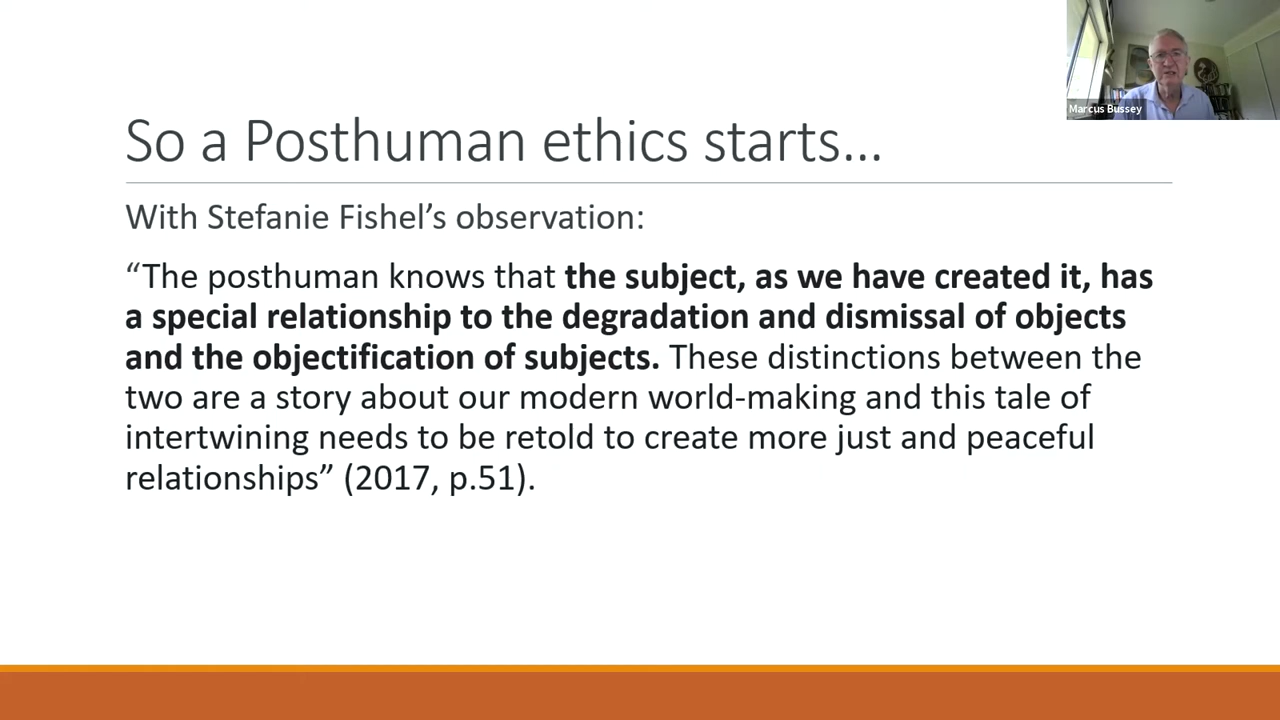 Marcus Bussey
So a Posthuman ethics starts…
With Stefanie Fishel’s observation:
“The posthuman knows that the subject, as we have created it, has
a special relationship to the degradation and dismissal of objects
and the objectification of subjects. These distinctions between the
two are a story about our modern world-making and this tale of
intertwining needs to be retold to create more just and peaceful
relationships” (2017, p.51).